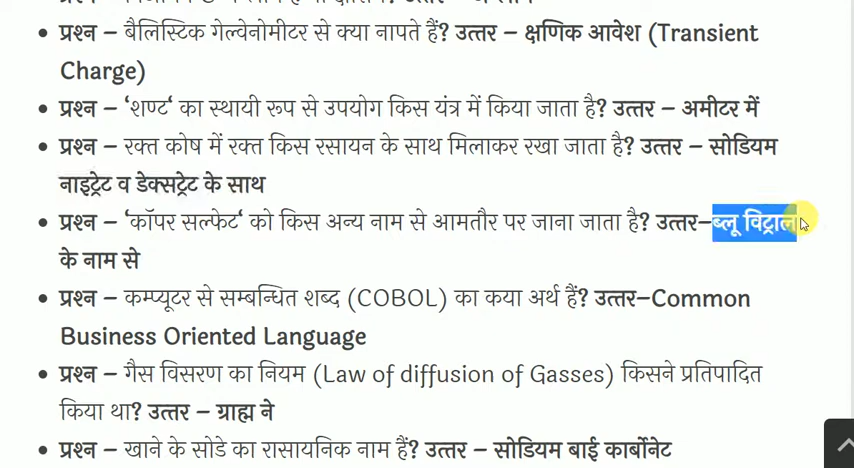 प्रश्न – बैलिस्टिक गेल्वेनोमीटर से क्या नापते हैं? उत्तर – क्षणिक आवेश (Transient
Charge)
प्रश्न – ‘शण्ट‘ का स्थायी रूप से उपयोग किस यंत्र में किया जाता है? उत्तर – अमीटर में
प्रश्न – रक्त कोष में रक्त किस रसायन के साथ मिलाकर रखा जाता है? उत्तर – सोडियम
नाइट्रेट व डेक्सट्रेट के साथ
प्रश्न – ‘कॉपर सल्फेट‘ को किस अन्य नाम से आमतौर पर जाना जाता है? उत्तर–ब्लू विट्राल
के नाम से
प्रश्न – कम्प्यूटर से सम्बन्धित शब्द (COBOL) का कया अर्थ हैं? उत्तर–Common
Business Oriented Language
प्रश्न – गैस विसरण का नियम (Law of diffusion of Gasses) किसने प्रतिपादित
किया था? उत्तर – ग्राह्म ने
प्रश्न – खाने के सोडे का रासायनिक नाम हैं? उत्तर – सोडियम बाई कार्बोनेट